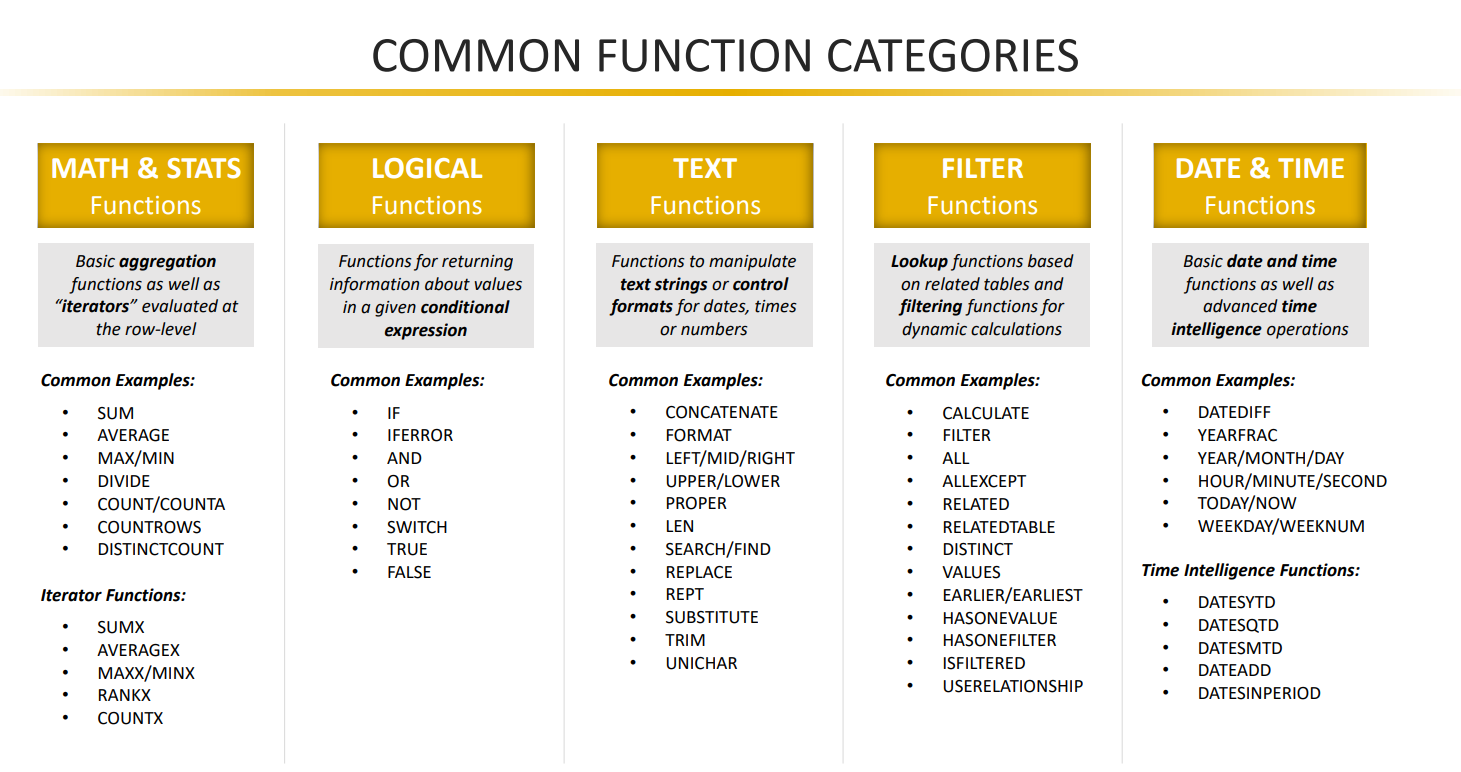 COMMON FUNCTION CATEGORIES
MATH & STATS
Functions
Basic aggregation
functions as well as
“iterators” evaluated at
the row-level
Common Examples:
• SUM
• AVERAGE
• MAX/MIN
• DIVIDE
• COUNT/COUNTA
• COUNTROWS
• DISTINCTCOUNT
Iterator Functions:
• SUMX
• AVERAGEX
• MAXX/MINX
• RANKX
• COUNTX
LOGICAL
Functions
Functions for returning
information about values
in a given conditional
expression
Common Examples:
• IF
• IFERROR
• AND
• OR
• NOT
• SWITCH
• TRUE
• FALSE
TEXT
Functions
Functions to manipulate
text strings or control
formats for dates, times
or numbers
Common Examples:
• CONCATENATE
• FORMAT
• LEFT/MID/RIGHT
• UPPER/LOWER
• PROPER
• LEN
• SEARCH/FIND
• REPLACE
• REPT
• SUBSTITUTE
• TRIM
• UNICHAR
FILTER
Functions
Lookup functions based
on related tables and
filtering functions for
dynamic calculations
Common Examples:
• CALCULATE
• FILTER
• ALL
• ALLEXCEPT
• RELATED
• RELATEDTABLE
• DISTINCT
• VALUES
• EARLIER/EARLIEST
• HASONEVALUE
• HASONEFILTER
• ISFILTERED
• USERELATIONSHIP
DATE & TIME
Functions
Basic date and time
functions as well as
advanced time
intelligence operations
Common Examples:
• DATEDIFF
• YEARFRAC
• YEAR/MONTH/DAY
• HOUR/MINUTE/SECOND
• TODAY/NOW
• WEEKDAY/WEEKNUM
Time Intelligence Functions:
• DATESYTD
• DATESQTD
• DATESMTD
• DATEADD
• DATESINPERIOD